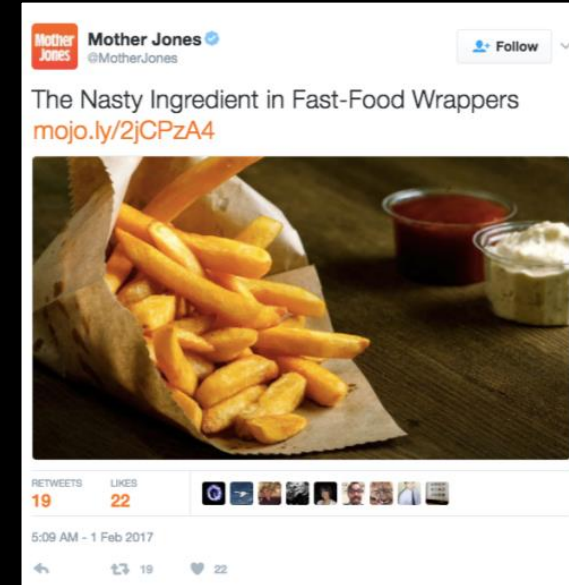 Mother Jones
Mother Jones
@MotherJones
Follow
The Nasty Ingredient in Fast-Food Wrappers
mojo.ly/2jCPzA4
RETWEETS LIKES
19 22
5:09 AM - 1 Feb 2017
19 22